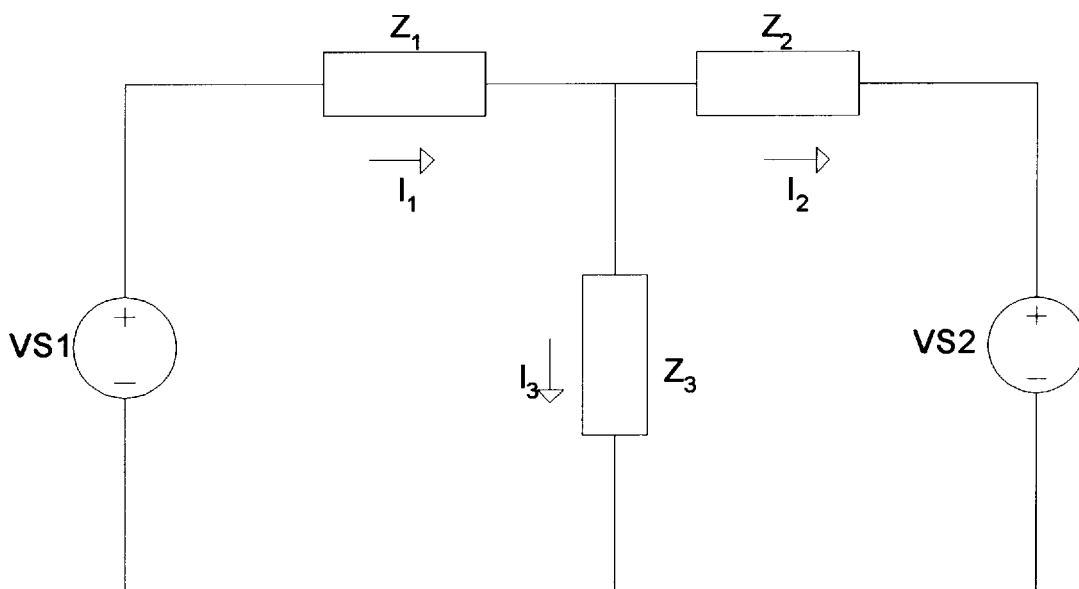 Z₁
Z₂
I₁
I₂
+
VS1
−
I₃
Z₃
+
VS2
−